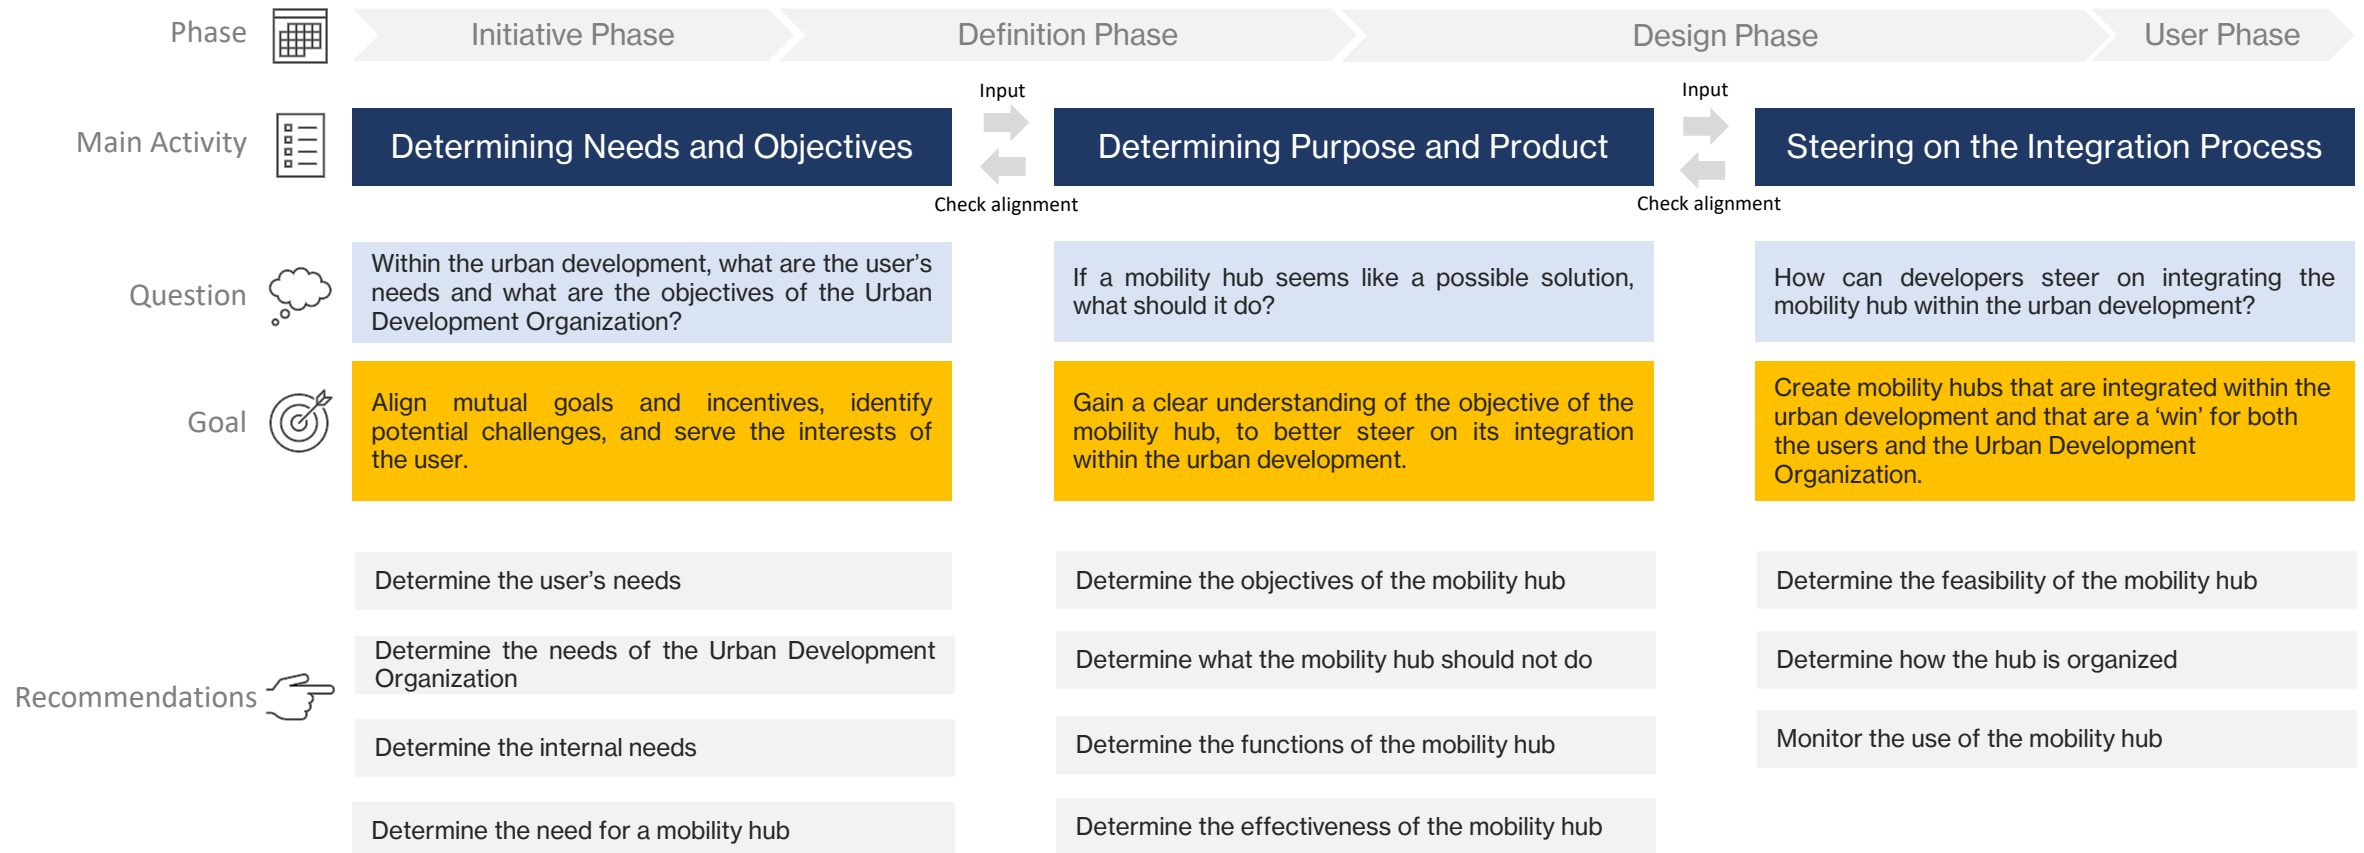 Phase
Initiative Phase
Definition Phase
Design Phase
User Phase
Main Activity
Determining Needs and Objectives
Input
Check alignment
Determining Purpose and Product
Input
Check alignment
Steering on the Integration Process
Question
Within the urban development, what are the user’s
needs and what are the objectives of the Urban
Development Organization?
If a mobility hub seems like a possible solution,
what should it do?
How can developers steer on integrating the
mobility hub within the urban development?
Goal
Align mutual goals and incentives, identify
potential challenges, and serve the interests of
the user.
Gain a clear understanding of the objective of the
mobility hub, to better steer on its integration
within the urban development.
Create mobility hubs that are integrated within the
urban development and that are a ‘win’ for both
the users and the Urban Development
Organization.
Recommendations
Determine the user’s needs
Determine the needs of the Urban Development
Organization
Determine the internal needs
Determine the need for a mobility hub
Determine the objectives of the mobility hub
Determine what the mobility hub should not do
Determine the functions of the mobility hub
Determine the effectiveness of the mobility hub
Determine the feasibility of the mobility hub
Determine how the hub is organized
Monitor the use of the mobility hub